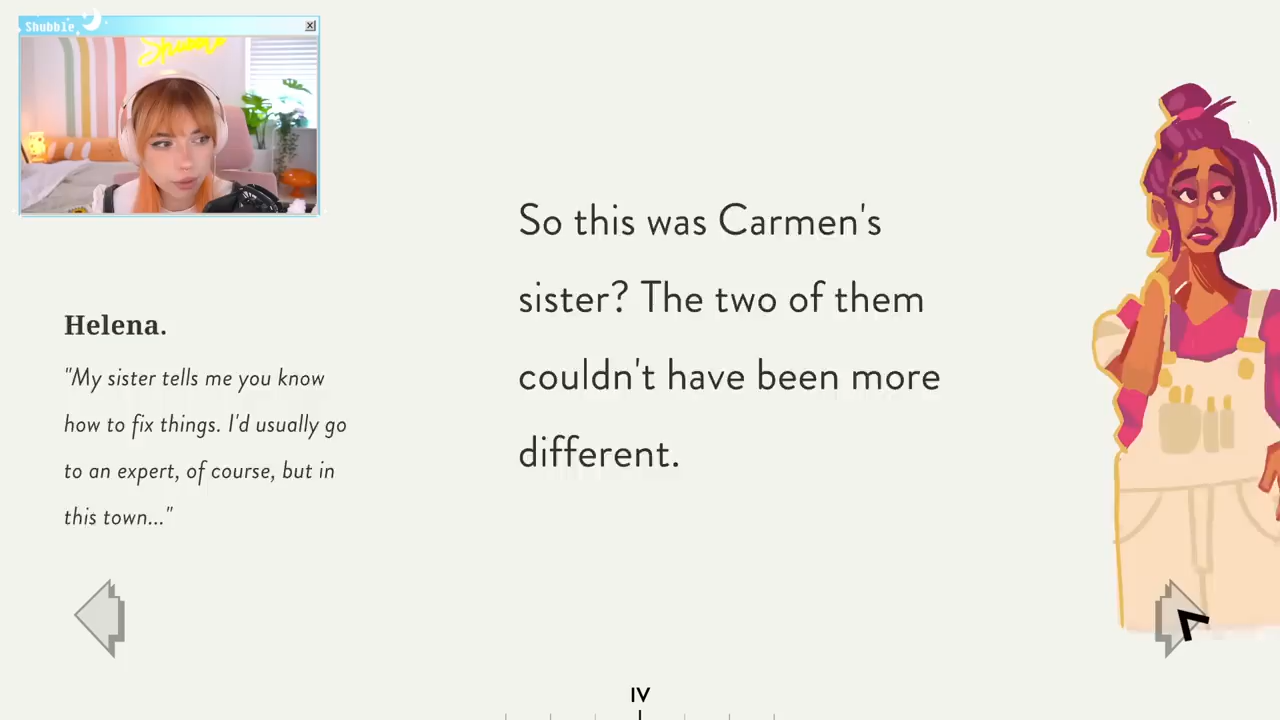 Shubble
Shubble
Helena.
"My sister tells me you know
how to fix things. I'd usually go
to an expert, of course, but in
this town..."
So this was Carmen's
sister? The two of them
couldn't have been more
different.
IV